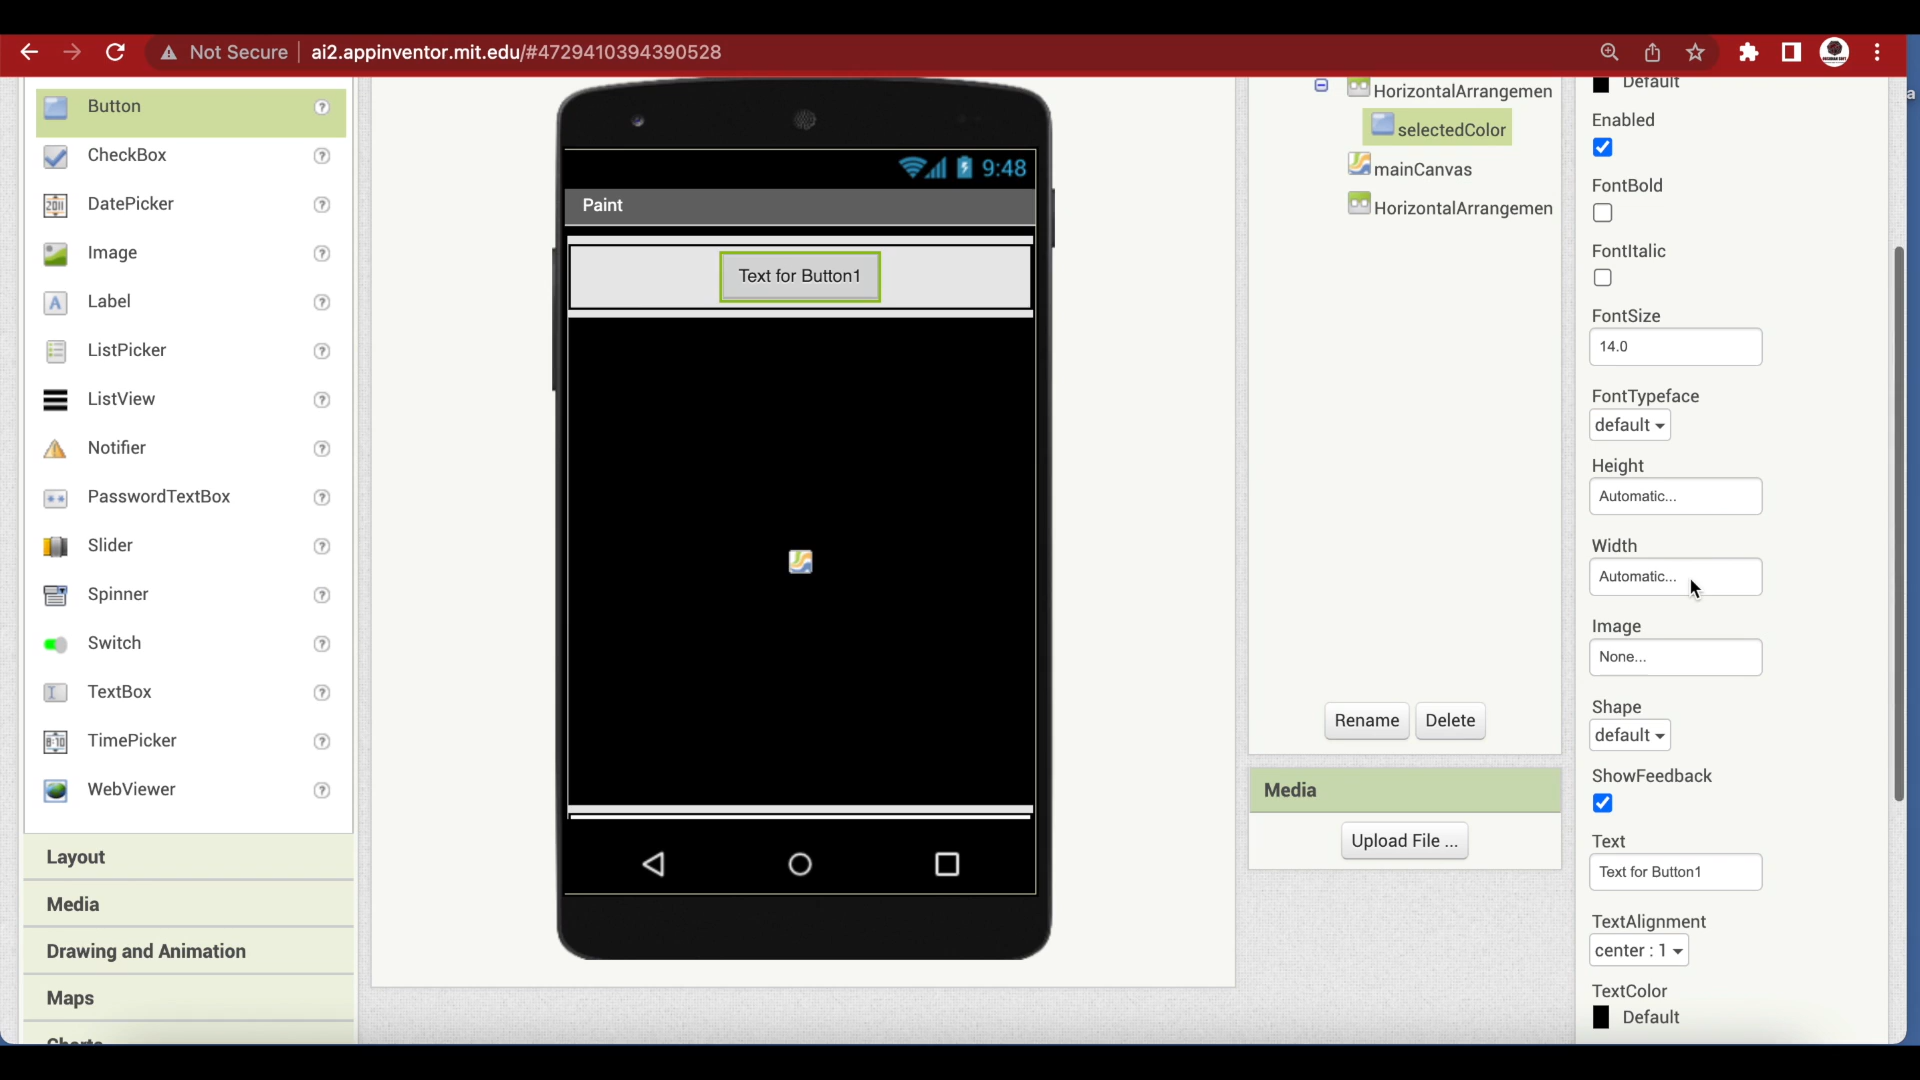 Not Secure
ai2.appinventor.mit.edu/#4729410394390528
Button
?
CheckBox
?
DatePicker
?
Image
?
Label
?
ListPicker
?
ListView
?
Notifier
?
PasswordTextBox
?
Slider
?
Spinner
?
Switch
?
TextBox
?
TimePicker
?
WebViewer
?
Layout
Media
Drawing and Animation
Maps
Charts
9:48
Paint
Text for Button1
HorizontalArrangemen
selectedColor
mainCanvas
HorizontalArrangemen
Rename
Delete
Media
Upload File ...
Default
Enabled
FontBold
FontItalic
FontSize
14.0
FontTypeface
default
Height
Automatic...
Width
Automatic...
Image
None...
Shape
default
ShowFeedback
Text
Text for Button1
TextAlignment
center : 1
TextColor
Default